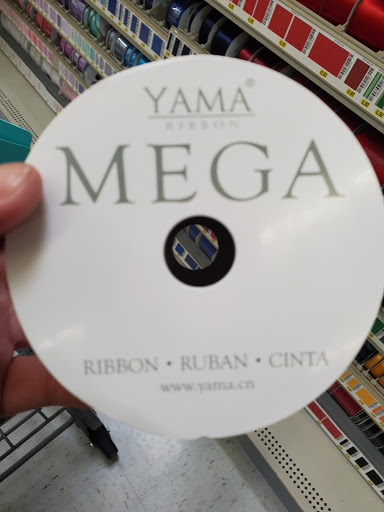 YAMA®
RIBBON
MEGA
RIBBON • RUBAN • CINTA
www.yama.cn